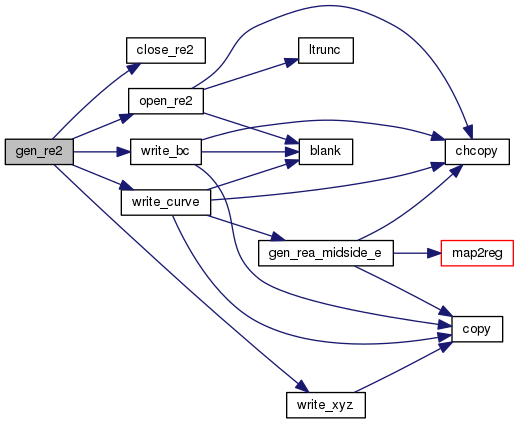 close_re2
ltrunc
open_re2
gen_re2
write_bc
blank
chcopy
write_curve
gen_rea_midside_e
map2reg
copy
write_xyz